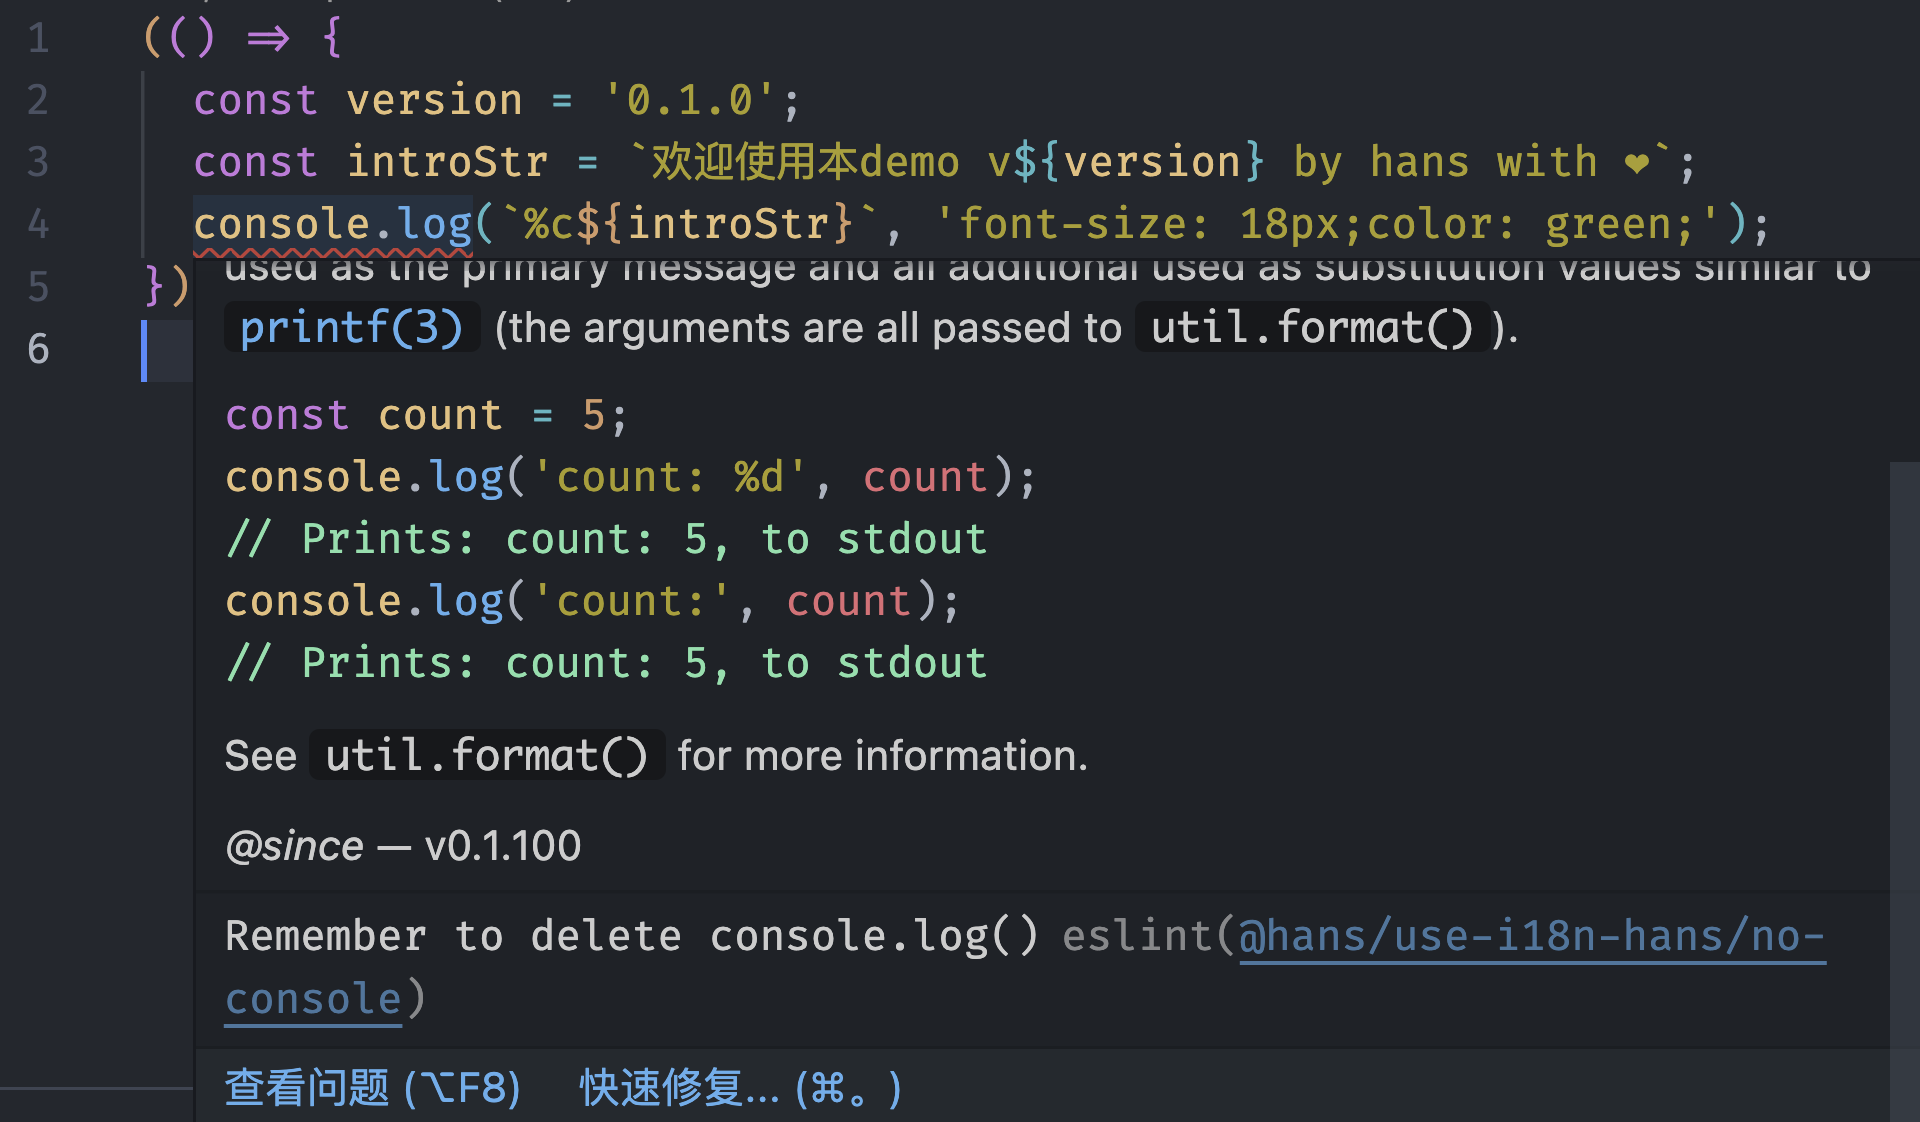 1 (() => {
2 const version = '0.1.0';
3 const introStr = `欢迎使用本demo v${version} by hans with ❤`;
4 console.log(`%c${introStr}`, 'font-size: 18px;color: green;');
5 })
used as the primary message and all additional used as substitution values similar to
6
printf(3) (the arguments are all passed to util.format() ).
const count = 5;
console.log('count: %d', count);
// Prints: count: 5, to stdout
console.log('count:', count);
// Prints: count: 5, to stdout
See util.format() for more information.
@since — v0.1.100
Remember to delete console.log() eslint(@hans/use-i18n-hans/no-
console)
查看问题 (⌥F8) 快速修复... (⌘。)